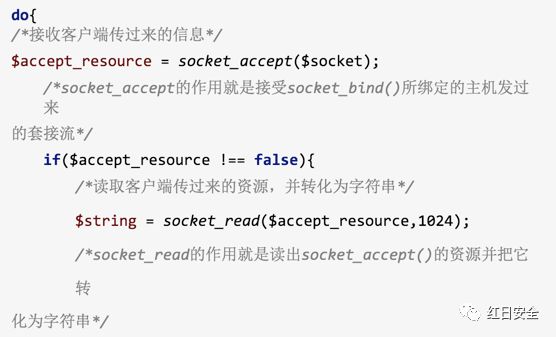 do{
/*接收客户端传过来的信息*/
$accept_resource = socket_accept($socket);
/*socket_accept的作用就是接受socket_bind()所绑定的主机发过
来
的套接流*/
if($accept_resource !== false){
/*读取客户端传过来的资源，并转化为字符串*/
$string = socket_read($accept_resource,1024);
/*socket_read的作用就是读出socket_accept()的资源并把它
转
化为字符串*/
红日安全